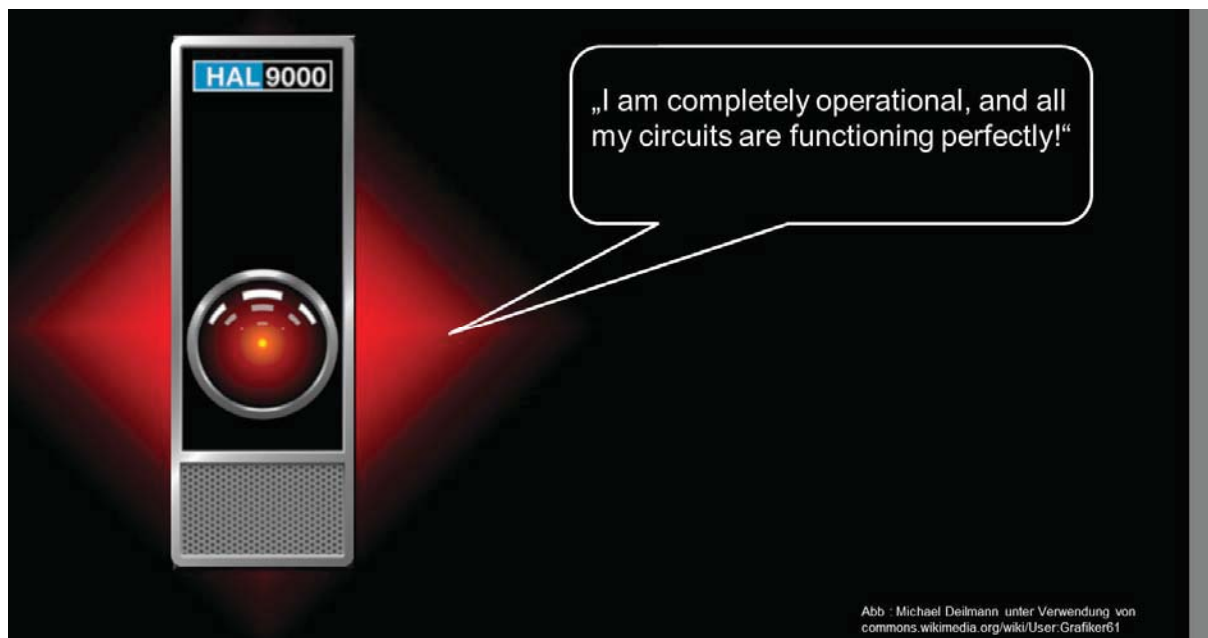 HAL 9000
„I am completely operational, and all
my circuits are functioning perfectly!“
Abb : Michael Deilmann unter Verwendung von
commons.wikimedia.org/wiki/User:Grafiker61